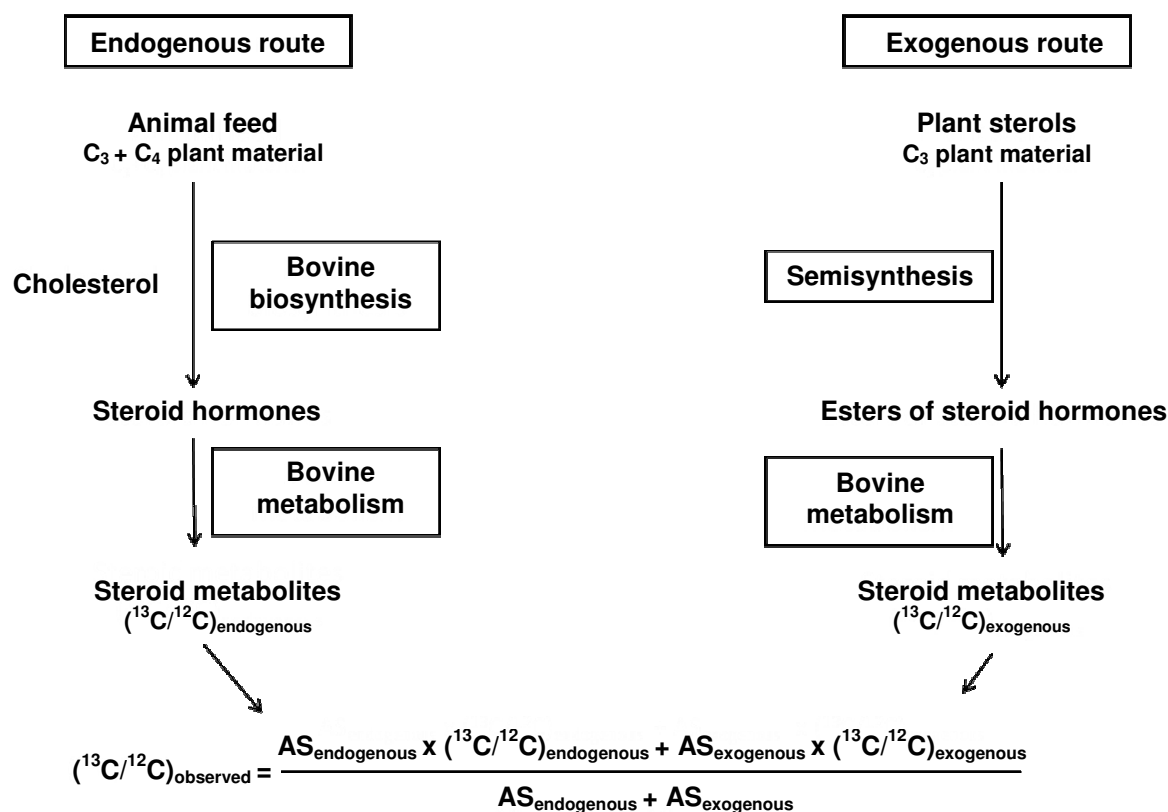 Endogenous route
Exogenous route
Animal feed
C₃ + C₄ plant material
Plant sterols
C₃ plant material
Cholesterol
Bovine
biosynthesis
Semisynthesis
Steroid hormones
Esters of steroid hormones
Bovine
metabolism
Bovine
metabolism
Steroid metabolites
(¹³C/¹²C)endogenous
Steroid metabolites
(¹³C/¹²C)exogenous
(¹³C/¹²C)observed =
ASendogenous x (¹³C/¹²C)endogenous + ASexogenous x (¹³C/¹²C)exogenous
ASendogenous + ASexogenous